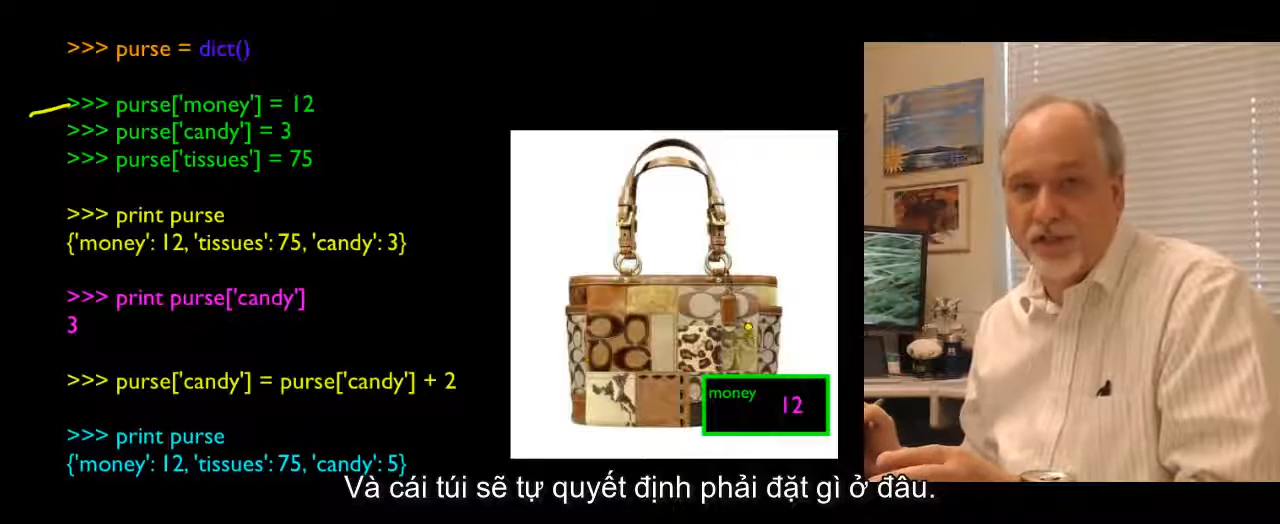 >>> purse = dict()
>>> purse['money'] = 12
>>> purse['candy'] = 3
>>> purse['tissues'] = 75
>>> print purse
{'money': 12, 'tissues': 75, 'candy': 3}
>>> print purse['candy']
3
>>> purse['candy'] = purse['candy'] + 2
>>> print purse
{'money': 12, 'tissues': 75, 'candy': 5}
money
12
Và cái túi sẽ tự quyết định phải đặt gì ở đâu.